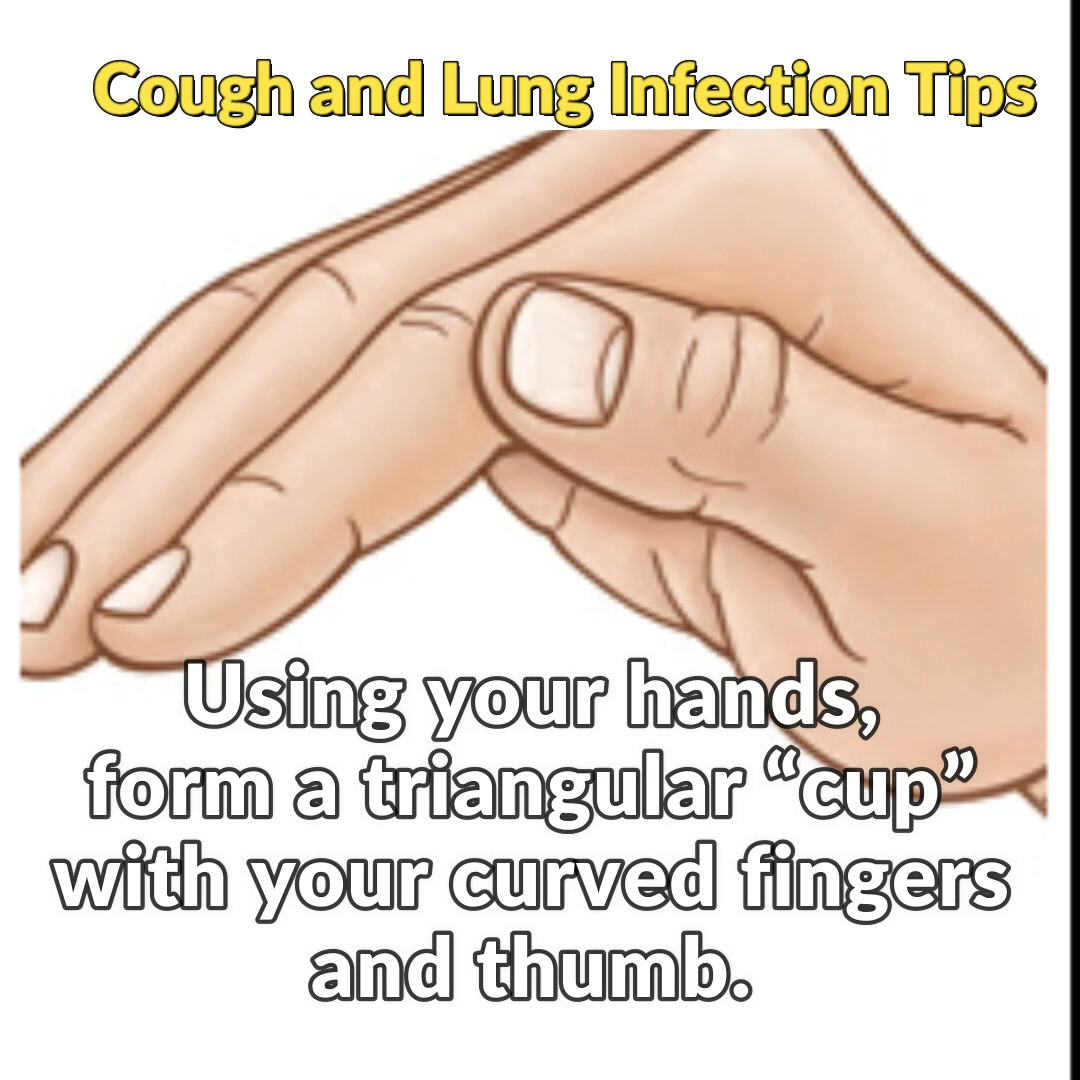 Cough and Lung Infection Tips
Using your hands,
form a triangular “cup”
with your curved fingers
and thumb.